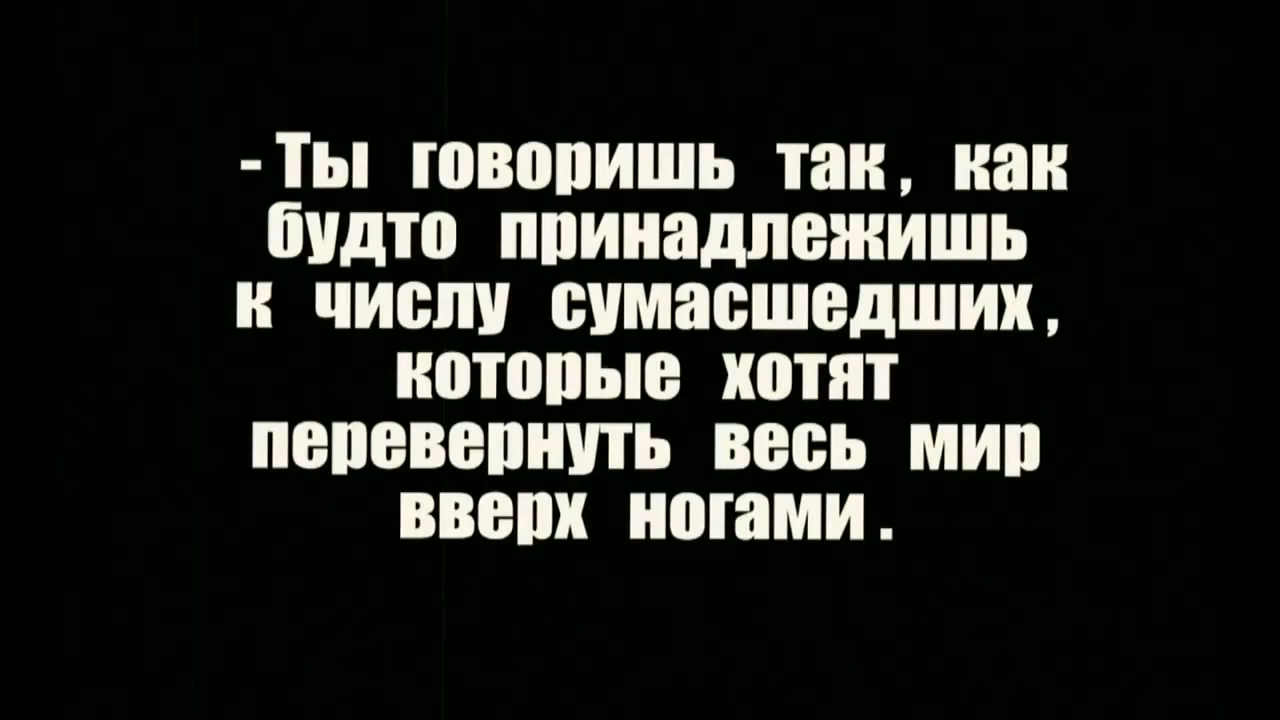 - Ты говоришь так, как
будто принадлежишь
к числу сумасшедших,
которые хотят
перевернуть весь мир
вверх ногами.